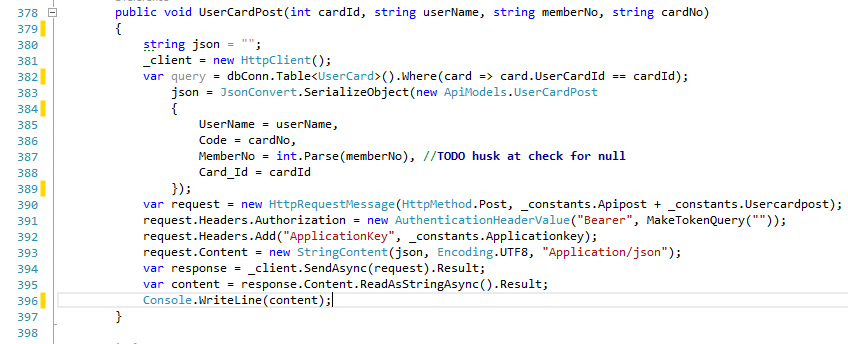 378 public void UserCardPost(int cardId, string userName, string memberNo, string cardNo)
379 {
380 string json = "";
381 _client = new HttpClient();
382 var query = dbConn.Table<UserCard>().Where(card => card.UserCardId == cardId);
383 json = JsonConvert.SerializeObject(new ApiModels.UserCardPost
384 {
385 UserName = userName,
386 Code = cardNo,
387 MemberNo = int.Parse(memberNo), //TODO husk at check for null
388 Card_Id = cardId
389 });
390 var request = new HttpRequestMessage(HttpMethod.Post, _constants.Apipost + _constants.Usercardpost);
391 request.Headers.Authorization = new AuthenticationHeaderValue("Bearer", MakeTokenQuery(""));
392 request.Headers.Add("ApplicationKey", _constants.Applicationkey);
393 request.Content = new StringContent(json, Encoding.UTF8, "Application/json");
394 var response = _client.SendAsync(request).Result;
395 var content = response.Content.ReadAsStringAsync().Result;
396 Console.WriteLine(content);
397 }
398